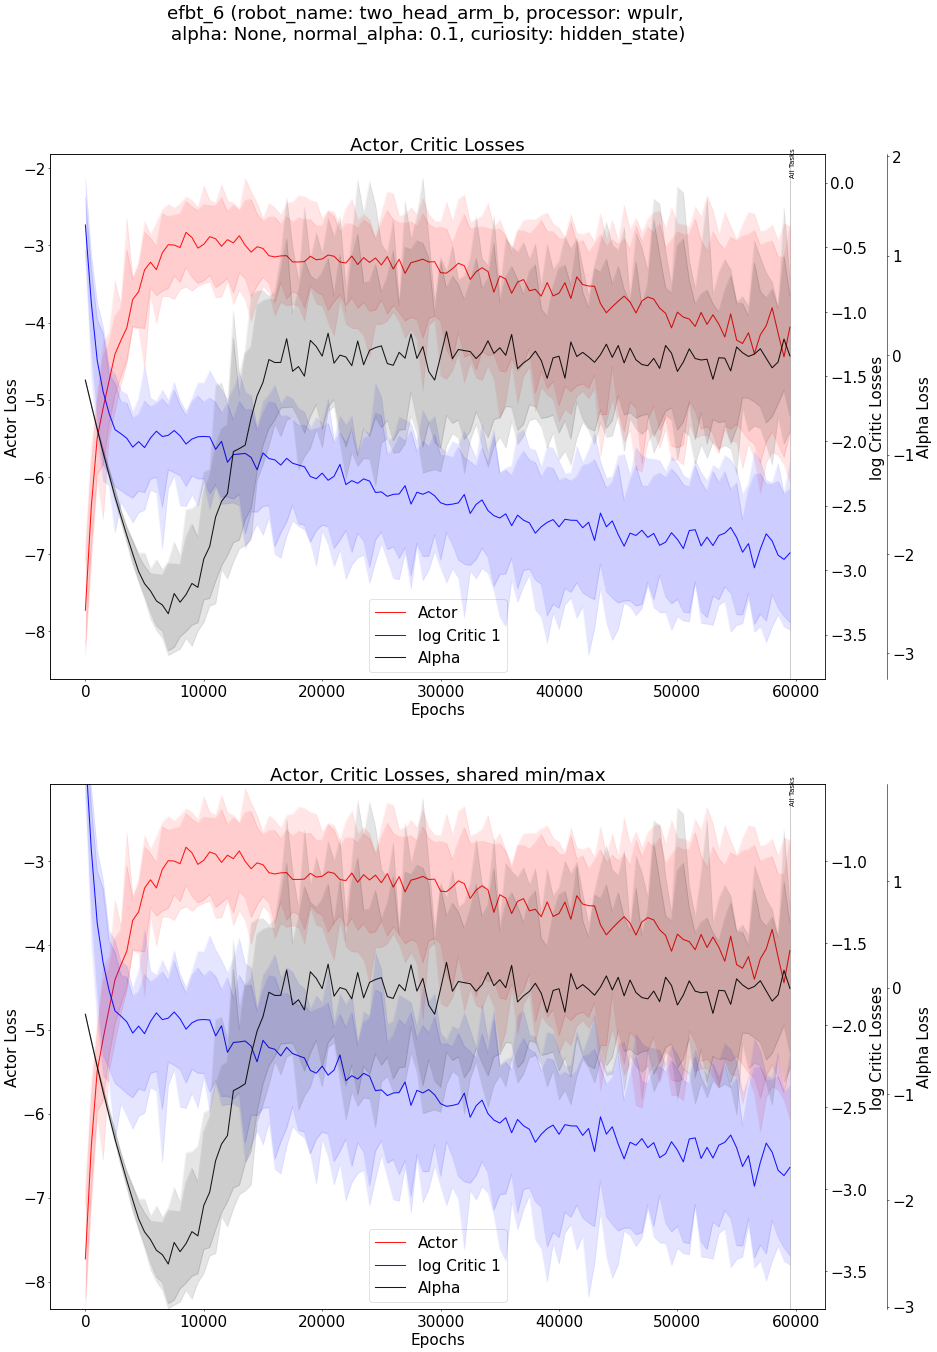 efbt_6 (robot_name: two_head_arm_b, processor: wpulr,
alpha: None, normal_alpha: 0.1, curiosity: hidden_state)
Actor, Critic Losses
−2
−3
−4
−5
−6
−7
−8
Actor Loss
0
10000
20000
30000
40000
50000
60000
Epochs
Actor
log Critic 1
Alpha
All Tasks
0.0
−0.5
−1.0
−1.5
−2.0
−2.5
−3.0
−3.5
log Critic Losses
2
1
0
−1
−2
−3
Alpha Loss
Actor, Critic Losses, shared min/max
−3
−4
−5
−6
−7
−8
Actor Loss
0
10000
20000
30000
40000
50000
60000
Epochs
Actor
log Critic 1
Alpha
All Tasks
−1.0
−1.5
−2.0
−2.5
−3.0
−3.5
log Critic Losses
1
0
−1
−2
−3
Alpha Loss